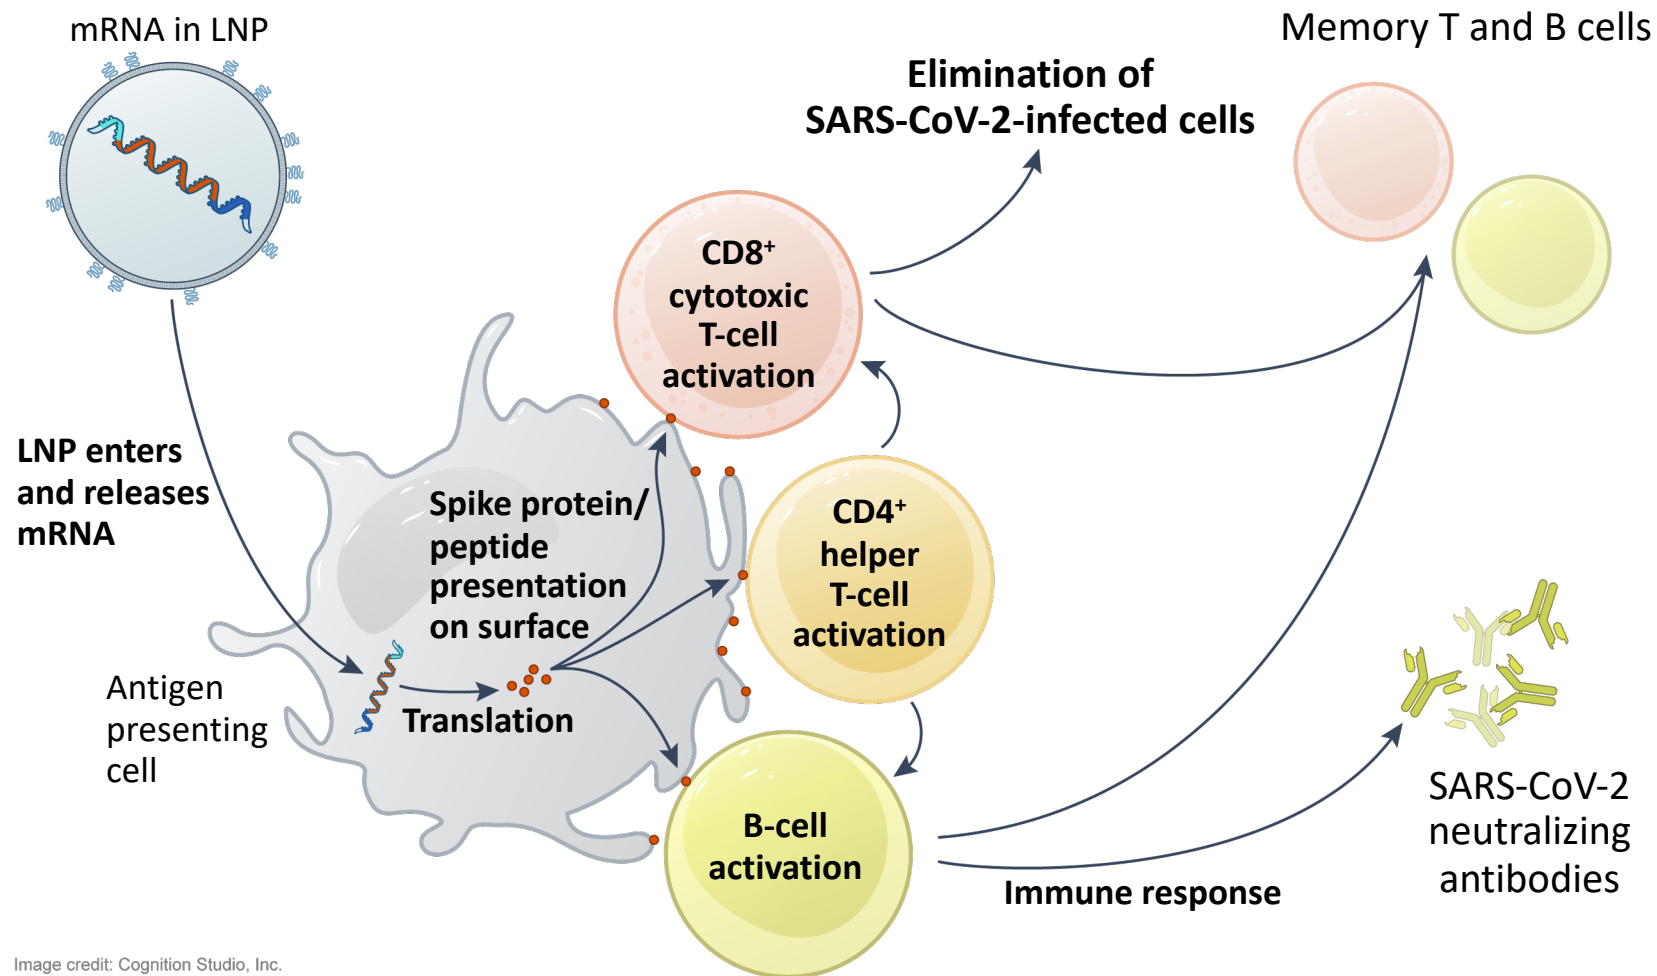 mRNA in LNP
Memory T and B cells
Elimination of
SARS-CoV-2-infected cells
CD8⁺
cytotoxic
T-cell
activation
LNP enters
and releases
mRNA
Spike protein/
peptide
presentation
on surface
CD4⁺
helper
T-cell
activation
Antigen
presenting
cell
Translation
B-cell
activation
Immune response
SARS-CoV-2
neutralizing
antibodies
Image credit: Cognition Studio, Inc.